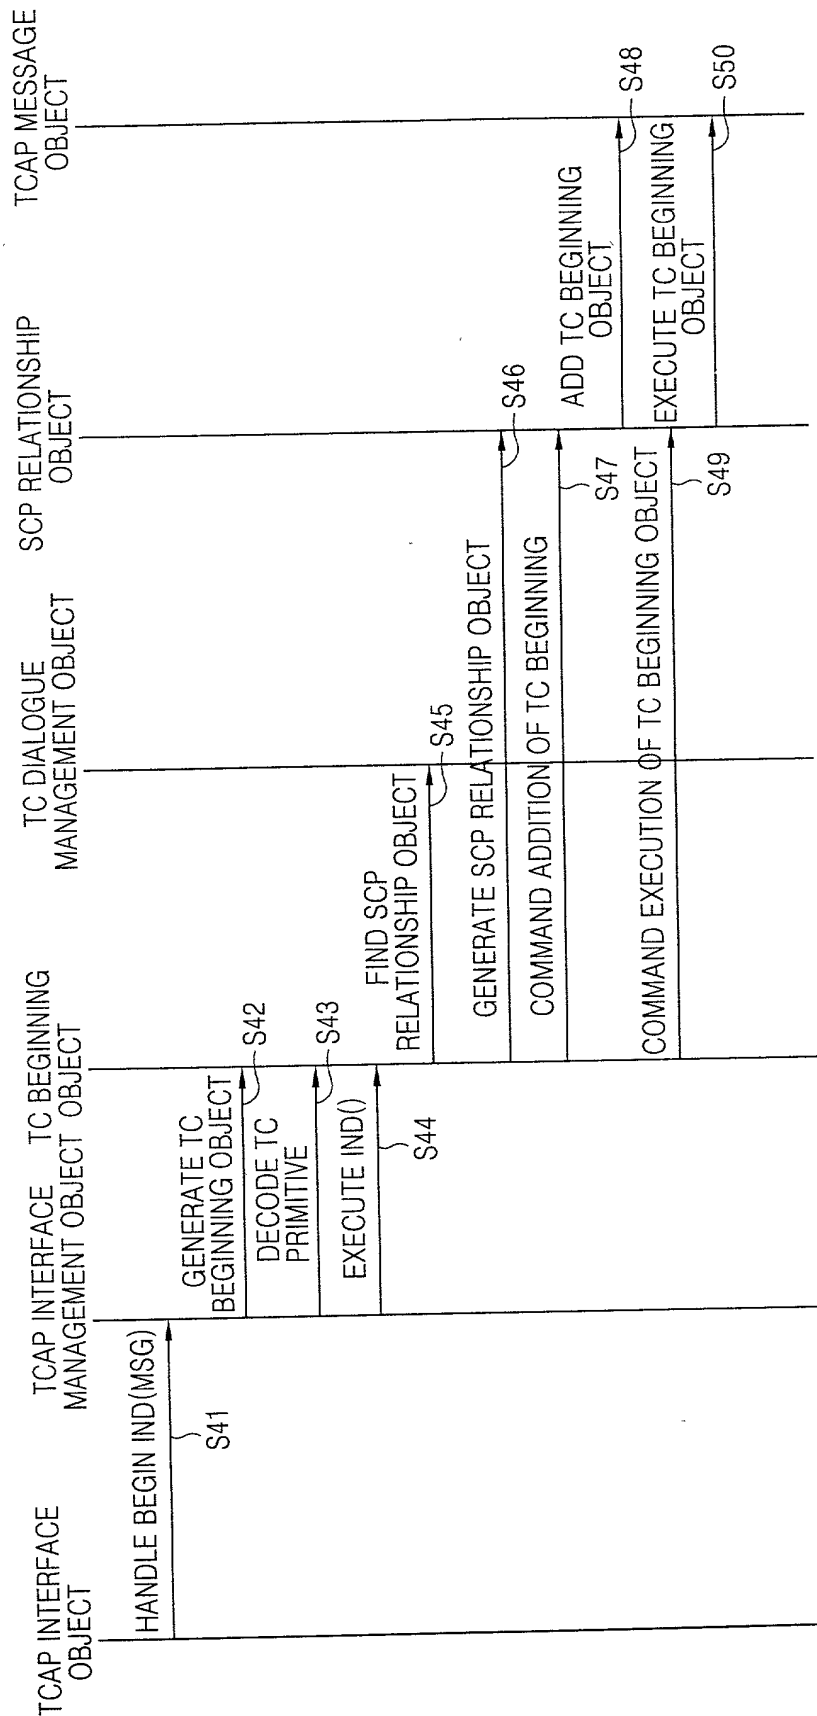 TCAP INTERFACE
OBJECT
TCAP INTERFACE
MANAGEMENT OBJECT
TC BEGINNING
OBJECT
TC DIALOGUE
MANAGEMENT OBJECT
SCP RELATIONSHIP
OBJECT
TCAP MESSAGE
OBJECT
HANDLE BEGIN IND(MSG)
S41
GENERATE TC
BEGINNING OBJECT
S42
DECODE TC
PRIMITIVE
S43
EXECUTE IND()
S44
FIND SCP
RELATIONSHIP OBJECT
S45
GENERATE SCP RELATIONSHIP OBJECT
S46
COMMAND ADDITION OF TC BEGINNING
S47
ADD TC BEGINNING
OBJECT
S48
COMMAND EXECUTION OF TC BEGINNING OBJECT
S49
EXECUTE TC BEGINNING
OBJECT
S50